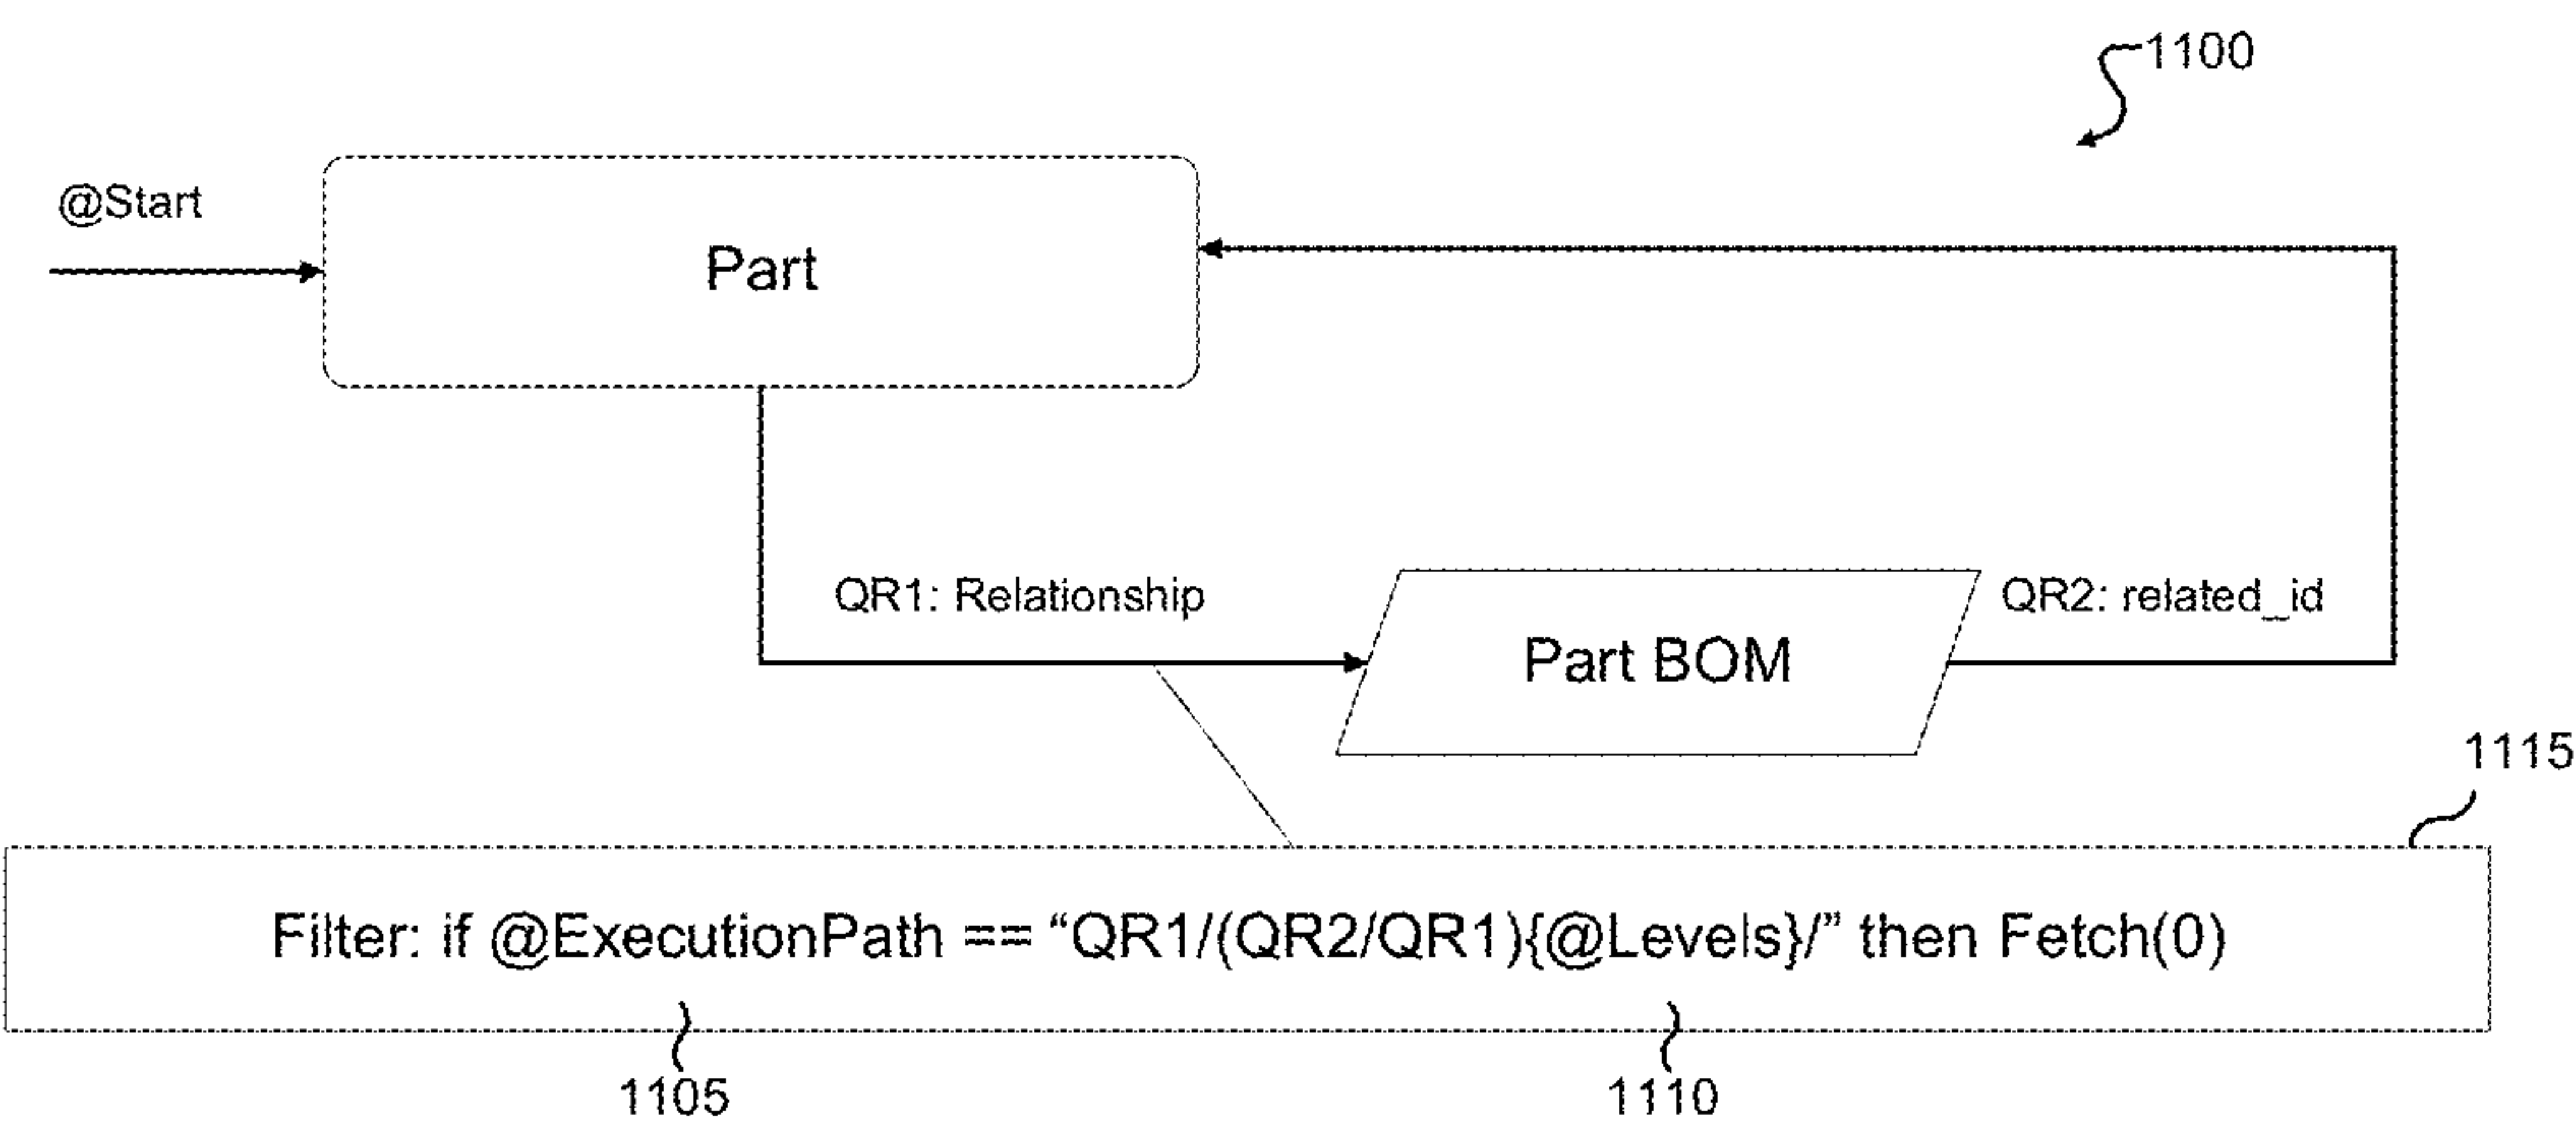 1100
@Start
Part
QR1: Relationship
Part BOM
QR2: related_id
1115
Filter: if @ExecutionPath == “QR1/(QR2/QR1){@Levels}/” then Fetch(0)
1105
1110